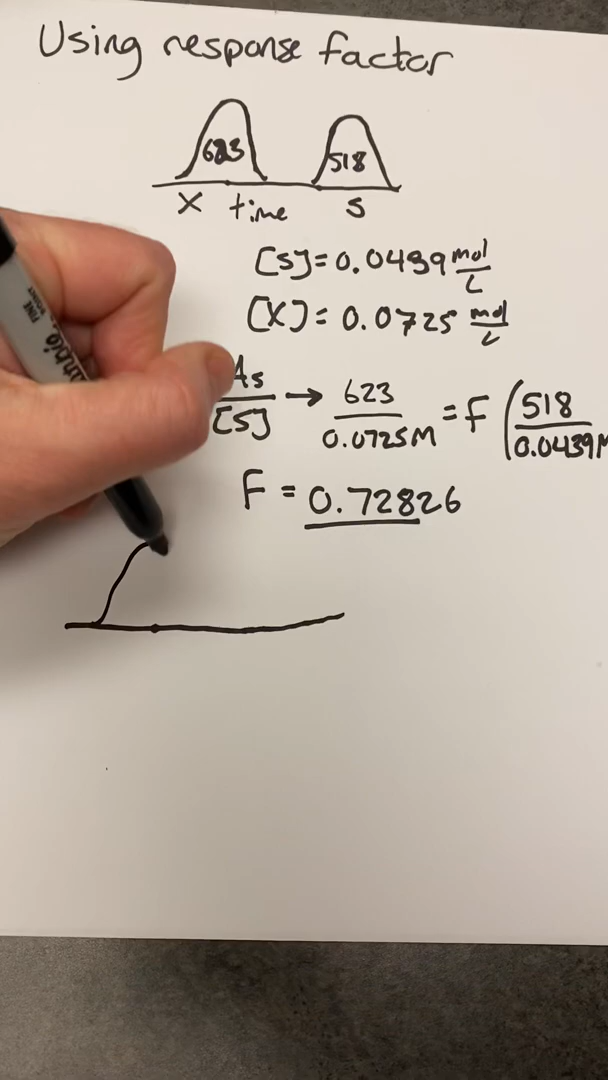 Using response factor
623 518
X time S
[S]=0.0439 mol/L
[X]=0.0725 mol/L
As/[S] → 623/0.0725M = F (518/0.0439M
F = 0.72826
FINE